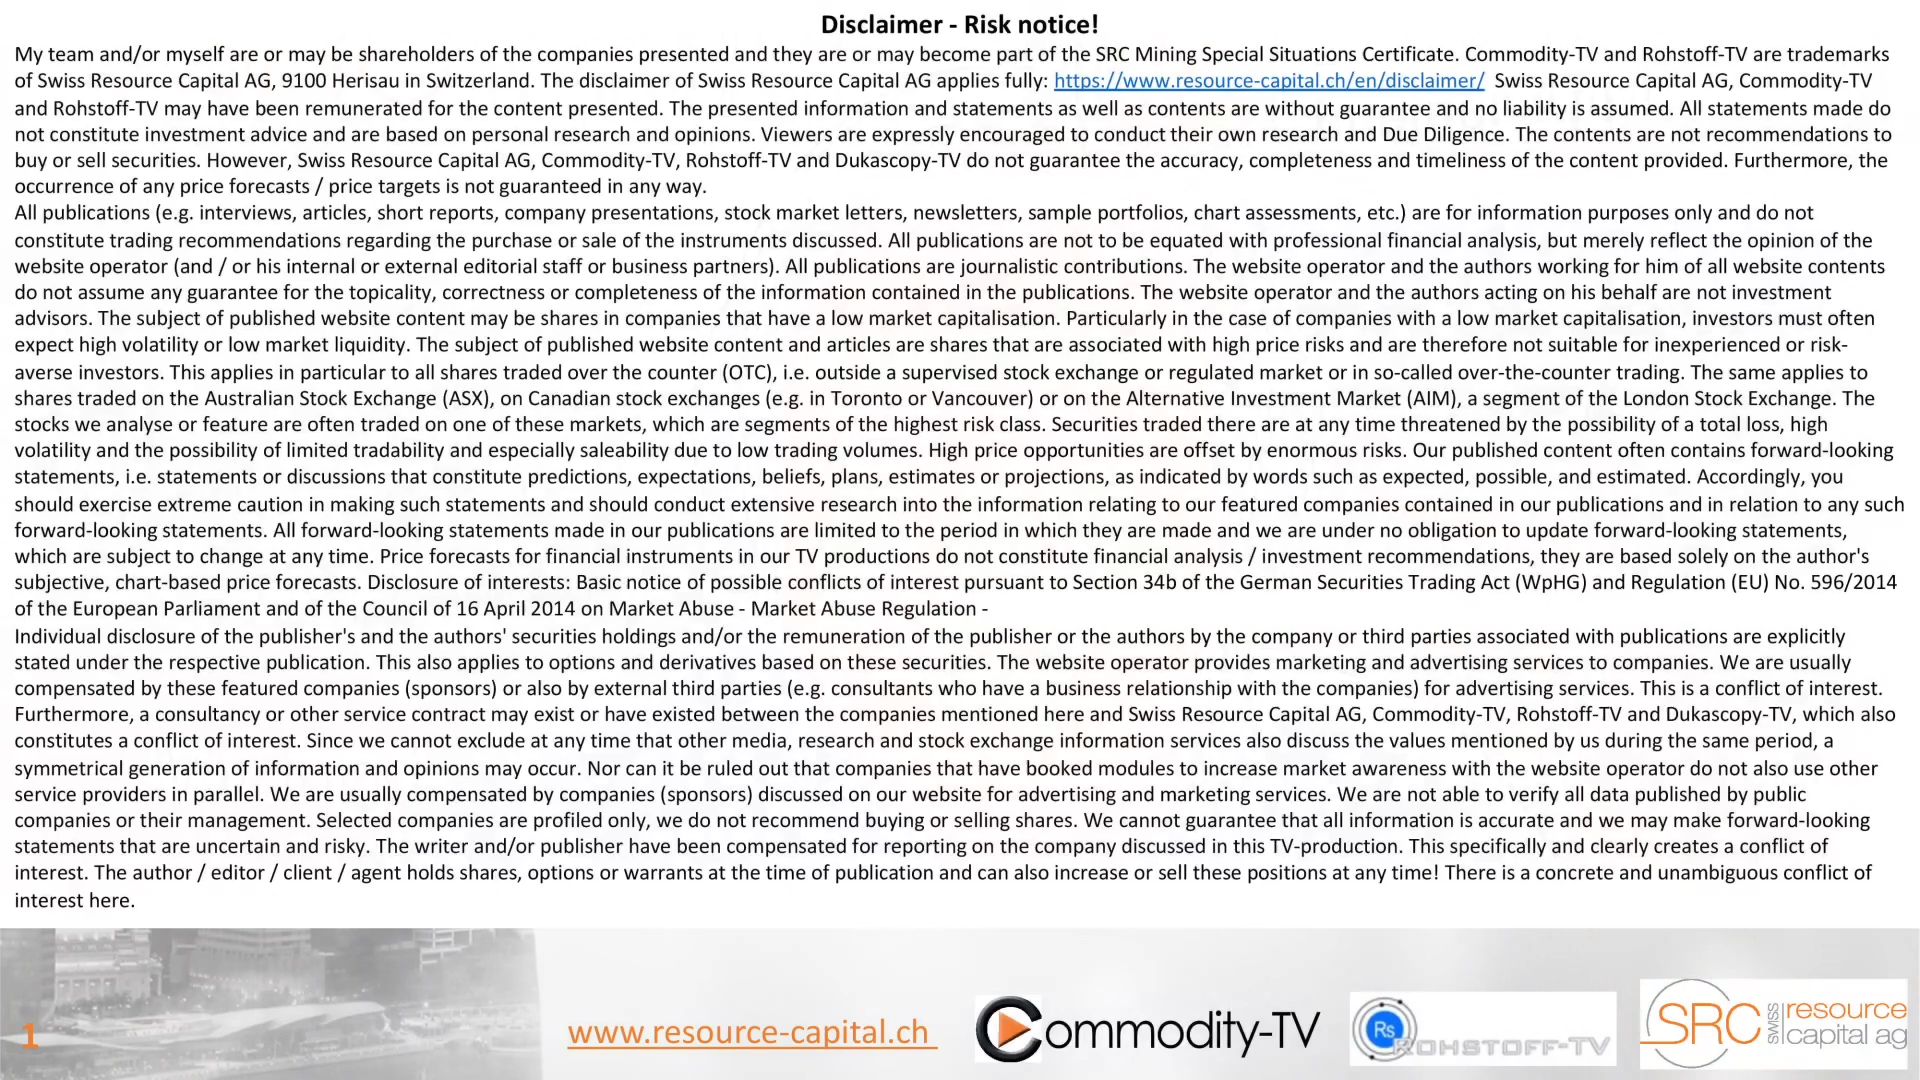 Disclaimer - Risk notice!
My team and/or myself are or may be shareholders of the companies presented and they are or may become part of the SRC Mining Special Situations Certificate. Commodity-TV and Rohstoff-TV are trademarks
of Swiss Resource Capital AG, 9100 Herisau in Switzerland. The disclaimer of Swiss Resource Capital AG applies fully: https://www.resource-capital.ch/en/disclaimer/ Swiss Resource Capital AG, Commodity-TV
and Rohstoff-TV may have been remunerated for the content presented. The presented information and statements as well as contents are without guarantee and no liability is assumed. All statements made do
not constitute investment advice and are based on personal research and opinions. Viewers are expressly encouraged to conduct their own research and Due Diligence. The contents are not recommendations to
buy or sell securities. However, Swiss Resource Capital AG, Commodity-TV, Rohstoff-TV and Dukascopy-TV do not guarantee the accuracy, completeness and timeliness of the content provided. Furthermore, the
occurrence of any price forecasts / price targets is not guaranteed in any way.
All publications (e.g. interviews, articles, short reports, company presentations, stock market letters, newsletters, sample portfolios, chart assessments, etc.) are for information purposes only and do not
constitute trading recommendations regarding the purchase or sale of the instruments discussed. All publications are not to be equated with professional financial analysis, but merely reflect the opinion of the
website operator (and / or his internal or external editorial staff or business partners). All publications are journalistic contributions. The website operator and the authors working for him of all website contents
do not assume any guarantee for the topicality, correctness or completeness of the information contained in the publications. The website operator and the authors acting on his behalf are not investment
advisors. The subject of published website content may be shares in companies that have a low market capitalisation. Particularly in the case of companies with a low market capitalisation, investors must often
expect high volatility or low market liquidity. The subject of published website content and articles are shares that are associated with high price risks and are therefore not suitable for inexperienced or risk-
averse investors. This applies in particular to all shares traded over the counter (OTC), i.e. outside a supervised stock exchange or regulated market or in so-called over-the-counter trading. The same applies to
shares traded on the Australian Stock Exchange (ASX), on Canadian stock exchanges (e.g. in Toronto or Vancouver) or on the Alternative Investment Market (AIM), a segment of the London Stock Exchange. The
stocks we analyse or feature are often traded on one of these markets, which are segments of the highest risk class. Securities traded there are at any time threatened by the possibility of a total loss, high
volatility and the possibility of limited tradability and especially saleability due to low trading volumes. High price opportunities are offset by enormous risks. Our published content often contains forward-looking
statements, i.e. statements or discussions that constitute predictions, expectations, beliefs, plans, estimates or projections, as indicated by words such as expected, possible, and estimated. Accordingly, you
should exercise extreme caution in making such statements and should conduct extensive research into the information relating to our featured companies contained in our publications and in relation to any such
forward-looking statements. All forward-looking statements made in our publications are limited to the period in which they are made and we are under no obligation to update forward-looking statements,
which are subject to change at any time. Price forecasts for financial instruments in our TV productions do not constitute financial analysis / investment recommendations, they are based solely on the author's
subjective, chart-based price forecasts. Disclosure of interests: Basic notice of possible conflicts of interest pursuant to Section 34b of the German Securities Trading Act (WpHG) and Regulation (EU) No. 596/2014
of the European Parliament and of the Council of 16 April 2014 on Market Abuse - Market Abuse Regulation -
Individual disclosure of the publisher's and the authors' securities holdings and/or the remuneration of the publisher or the authors by the company or third parties associated with publications are explicitly
stated under the respective publication. This also applies to options and derivatives based on these securities. The website operator provides marketing and advertising services to companies. We are usually
compensated by these featured companies (sponsors) or also by external third parties (e.g. consultants who have a business relationship with the companies) for advertising services. This is a conflict of interest.
Furthermore, a consultancy or other service contract may exist or have existed between the companies mentioned here and Swiss Resource Capital AG, Commodity-TV, Rohstoff-TV and Dukascopy-TV, which also
constitutes a conflict of interest. Since we cannot exclude at any time that other media, research and stock exchange information services also discuss the values mentioned by us during the same period, a
symmetrical generation of information and opinions may occur. Nor can it be ruled out that companies that have booked modules to increase market awareness with the website operator do not also use other
service providers in parallel. We are usually compensated by companies (sponsors) discussed on our website for advertising and marketing services. We are not able to verify all data published by public
companies or their management. Selected companies are profiled only, we do not recommend buying or selling shares. We cannot guarantee that all information is accurate and we may make forward-looking
statements that are uncertain and risky. The writer and/or publisher have been compensated for reporting on the company discussed in this TV-production. This specifically and clearly creates a conflict of
interest. The author / editor / client / agent holds shares, options or warrants at the time of publication and can also increase or sell these positions at any time! There is a concrete and unambiguous conflict of
interest here.
1
www.resource-capital.ch
Commodity-TV
Rs ROHSTOFF-TV
SRC SWISS resource capital ag